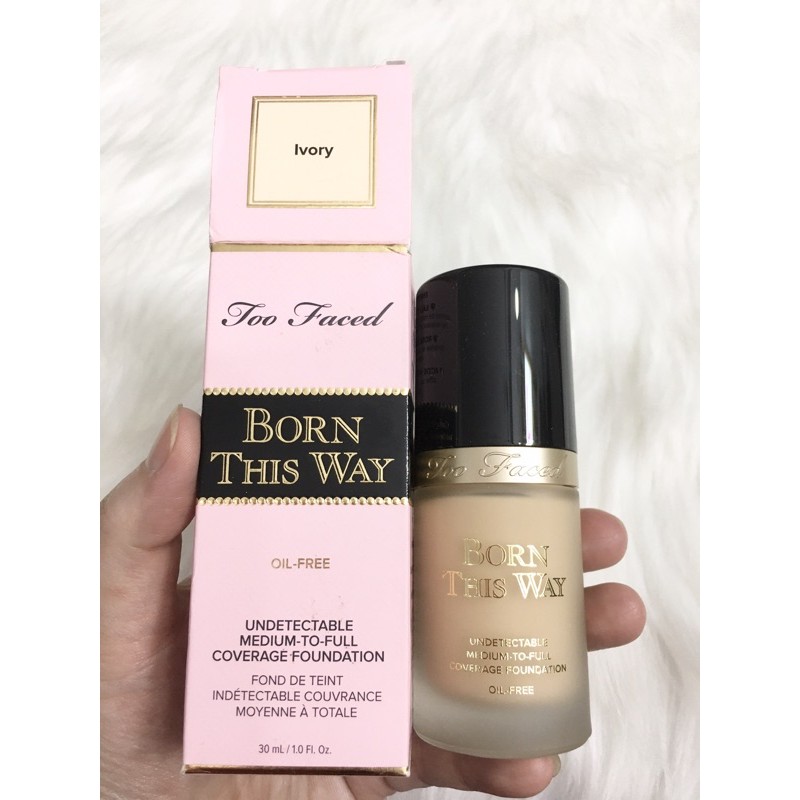 Ivory
Too Faced
BORN
THIS WAY
OIL-FREE
UNDETECTABLE
MEDIUM-TO-FULL
COVERAGE FOUNDATION
FOND DE TEINT
INDÉTECTABLE COUVRANCE
MOYENNE À TOTALE
30 mL / 1.0 Fl. Oz.
Too Faced
BORN
THIS WAY
UNDETECTABLE
MEDIUM-TO-FULL
COVERAGE FOUNDATION
OIL-FREE